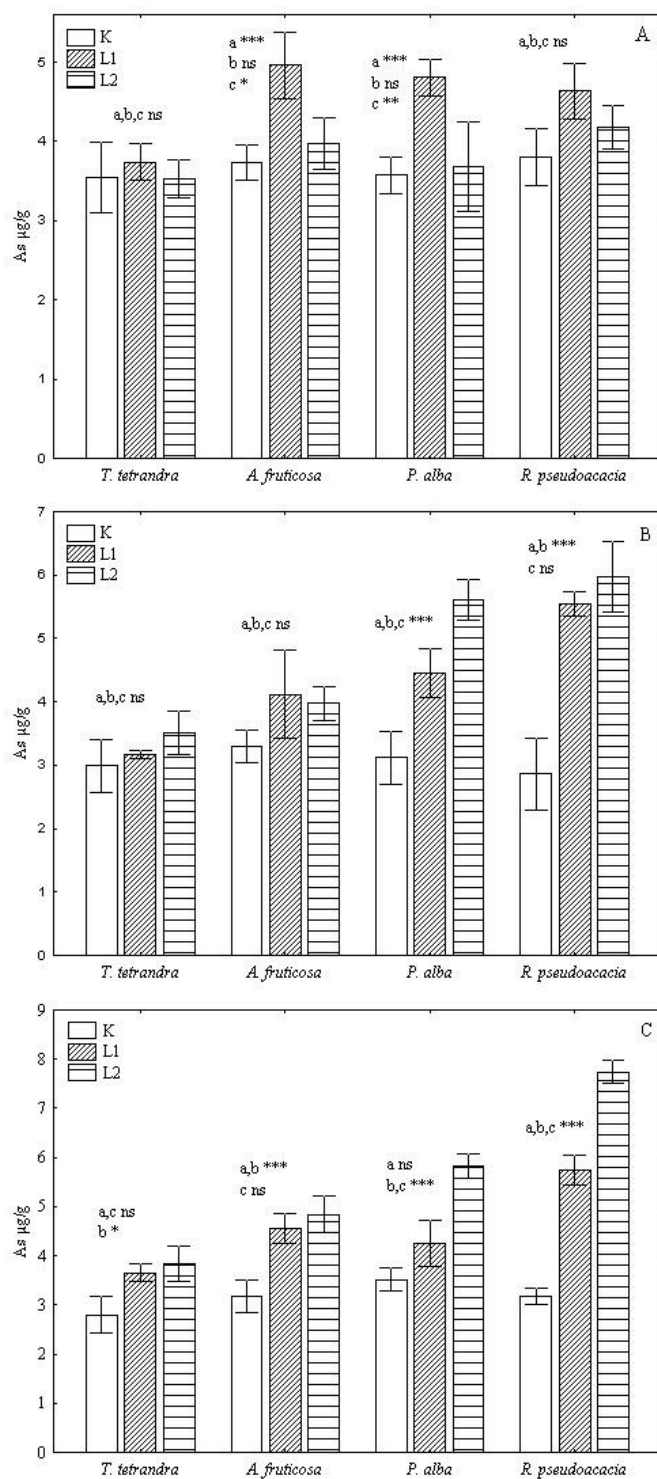 A
K
L1
L2
a ***
b ns
c *
a ***
b ns
c **
a,b,c ns
a,b,c ns
5
4
3
2
1
0
As µg/g
T. tetrandra A. fruticosa P. alba R. pseudoacacia
B
K
L1
L2
a,b ***
c ns
a,b,c ***
a,b,c ns
a,b,c ns
7
6
5
4
3
2
1
0
As µg/g
T. tetrandra A. fruticosa P. alba R. pseudoacacia
C
K
L1
L2
a,b,c ***
a,b ***
c ns
a ns
b,c ***
a,c ns
b *
9
8
7
6
5
4
3
2
1
0
As µg/g
T. tetrandra A. fruticosa P. alba R. pseudoacacia